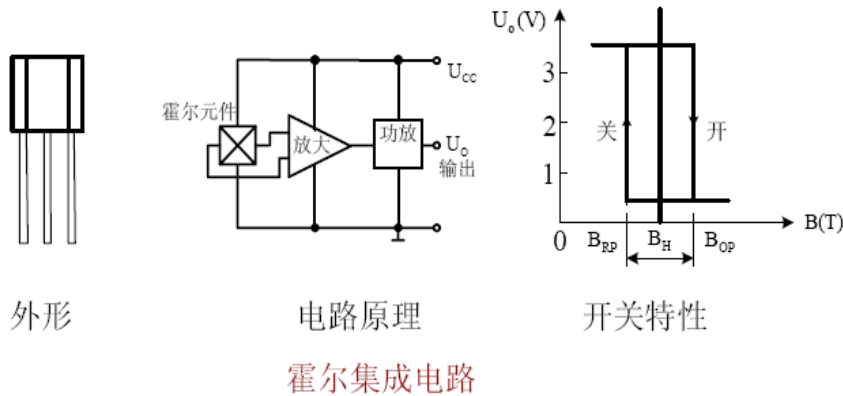 霍尔元件
放大
功放
U_CC
U_O
输出
U_o(V)
3
2
1
0
关
开
B_RP
B_H
B_OP
B(T)
外形
电路原理
开关特性
霍尔集成电路